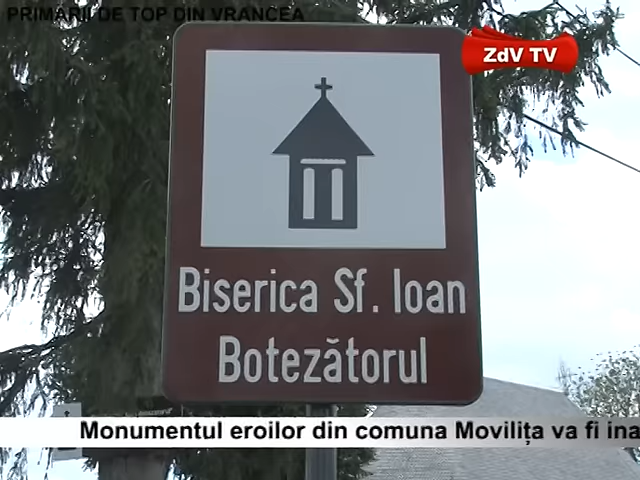 PRIMARII DE TOP DIN VRANCEA
ZdV TV
Biserica Sf. Ioan
Botezătorul
Monumentul eroilor din comuna Movilița va fi ina